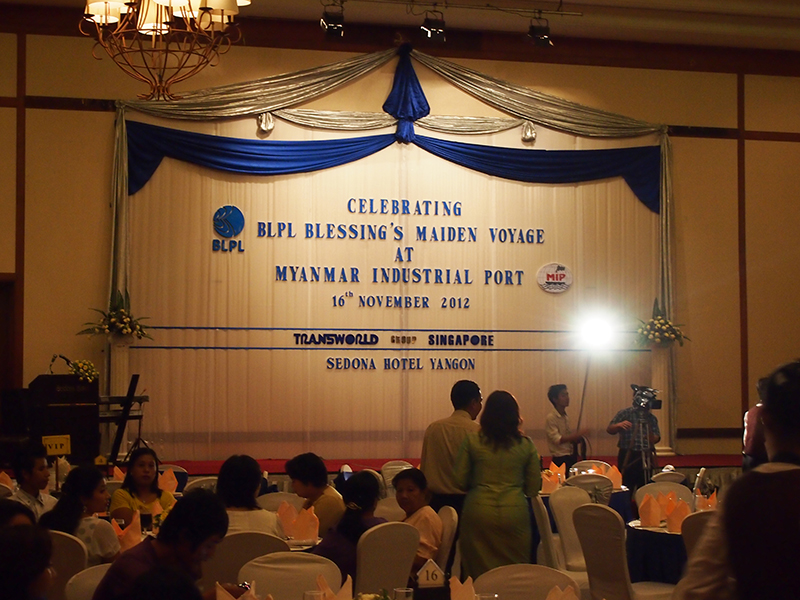 CELEBRATING
BLPL BLESSING'S MAIDEN VOYAGE
AT
MYANMAR INDUSTRIAL PORT
16th NOVEMBER 2012
TRANSWORLD GROUP SINGAPORE
SEDONA HOTEL YANGON
BLPL
MIP
VIP
16